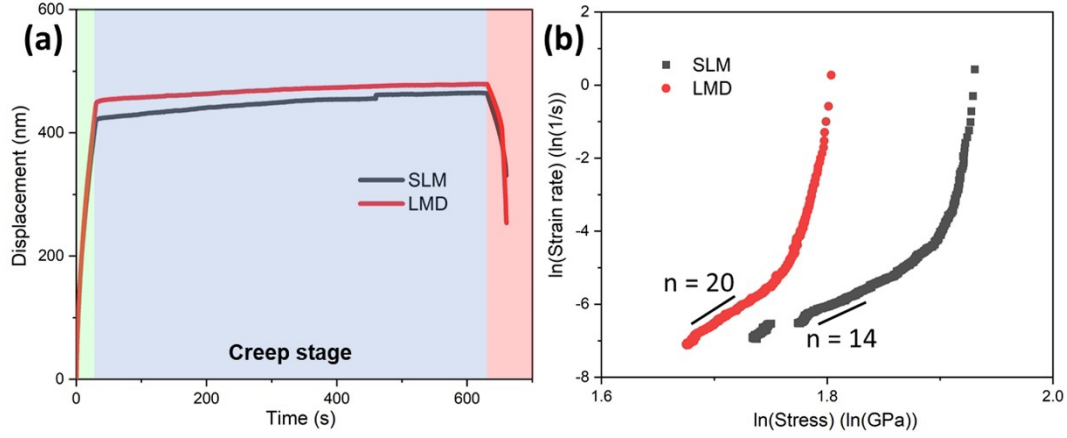 (a)
600
400
200
0
Displacement (nm)
SLM
LMD
Creep stage
0
200
400
600
Time (s)
(b)
2
0
-2
-4
-6
-8
ln(Strain rate) (ln(1/s))
SLM
LMD
n = 20
n = 14
1.6
1.8
2.0
ln(Stress) (ln(GPa))